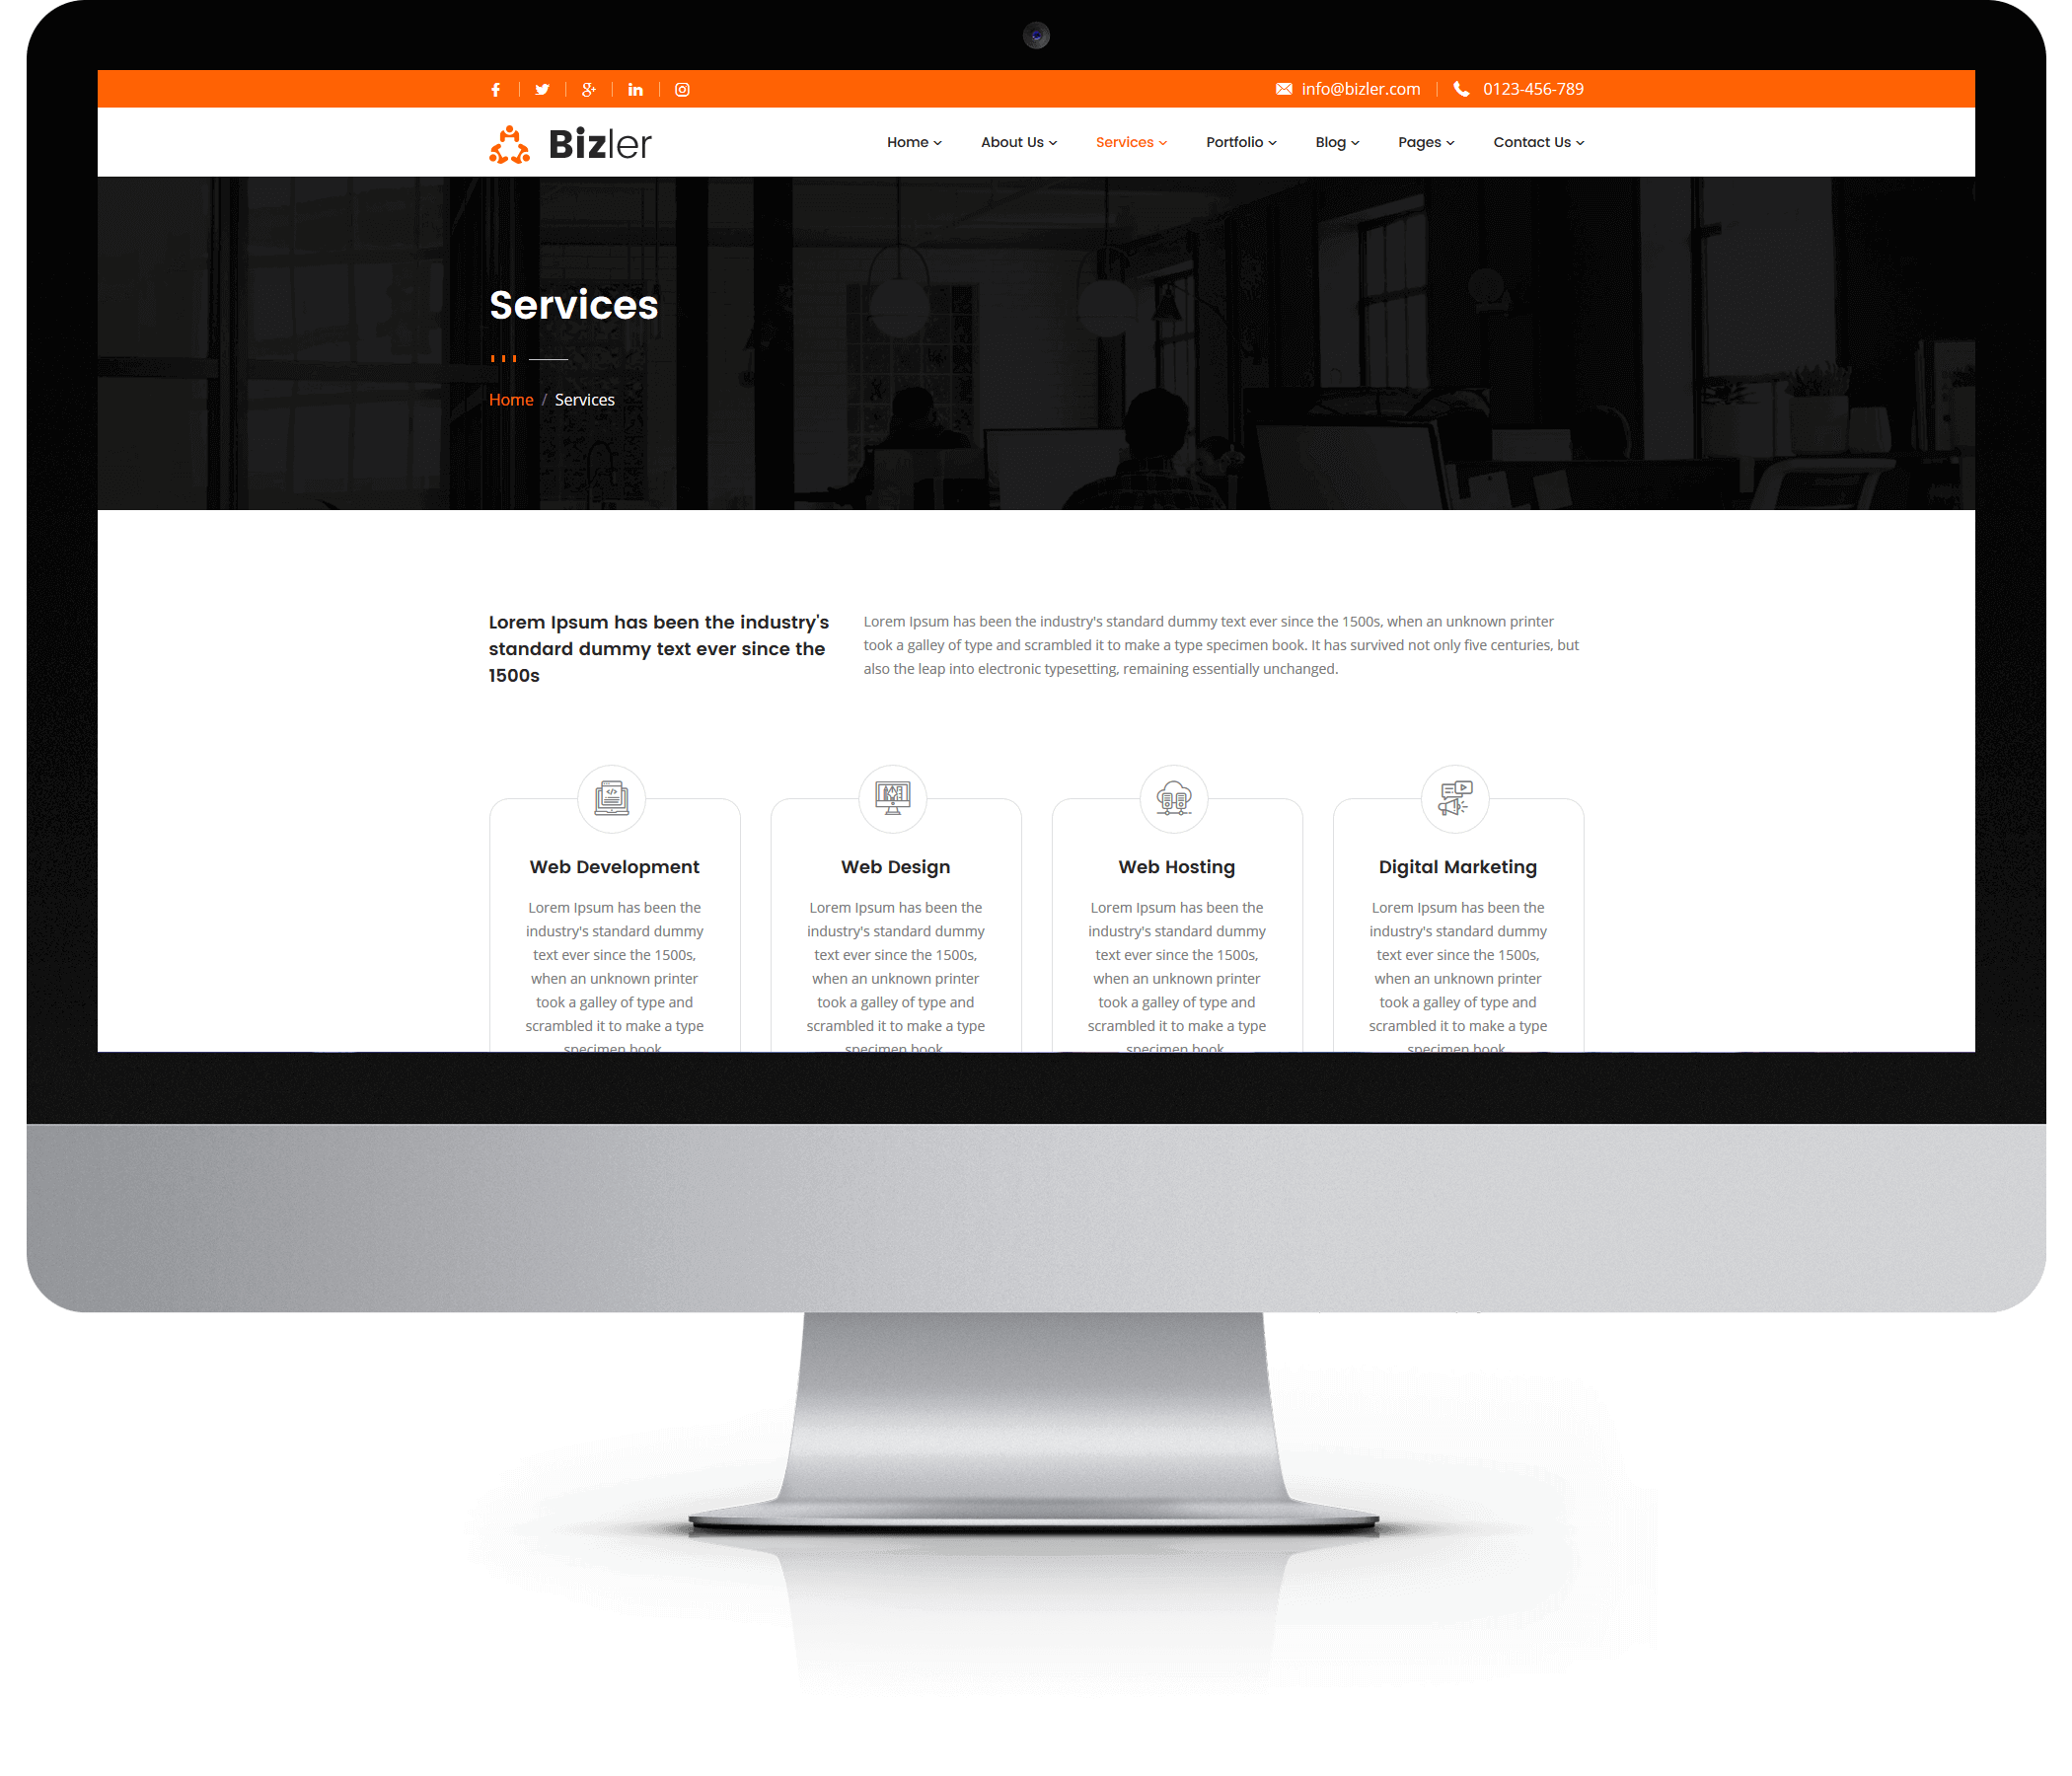 info@bizler.com 0123-456-789
Bizler
Home About Us Services Portfolio Blog Pages Contact Us
Services
Home / Services
Lorem Ipsum has been the industry's
standard dummy text ever since the
1500s
Lorem Ipsum has been the industry's standard dummy text ever since the 1500s, when an unknown printer
took a galley of type and scrambled it to make a type specimen book. It has survived not only five centuries, but
also the leap into electronic typesetting, remaining essentially unchanged.
Web Development
Lorem Ipsum has been the
industry's standard dummy
text ever since the 1500s,
when an unknown printer
took a galley of type and
scrambled it to make a type
specimen book
Web Design
Lorem Ipsum has been the
industry's standard dummy
text ever since the 1500s,
when an unknown printer
took a galley of type and
scrambled it to make a type
specimen book
Web Hosting
Lorem Ipsum has been the
industry's standard dummy
text ever since the 1500s,
when an unknown printer
took a galley of type and
scrambled it to make a type
specimen book
Digital Marketing
Lorem Ipsum has been the
industry's standard dummy
text ever since the 1500s,
when an unknown printer
took a galley of type and
scrambled it to make a type
specimen book